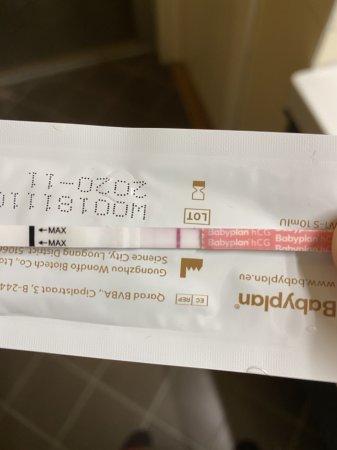 Babyplan®
www.babyplan.eu
Qarad BVBA., Cipalstraat 3, B-244
EC REP
Guangzhou Wondfo Biotech Co., Ltd.
Science City, Luogang District, 5106
MAX
MAX
Babyplan hCG
Babyplan hCG
Babyplan
Babyplan
LOT
W00181110
2020-11